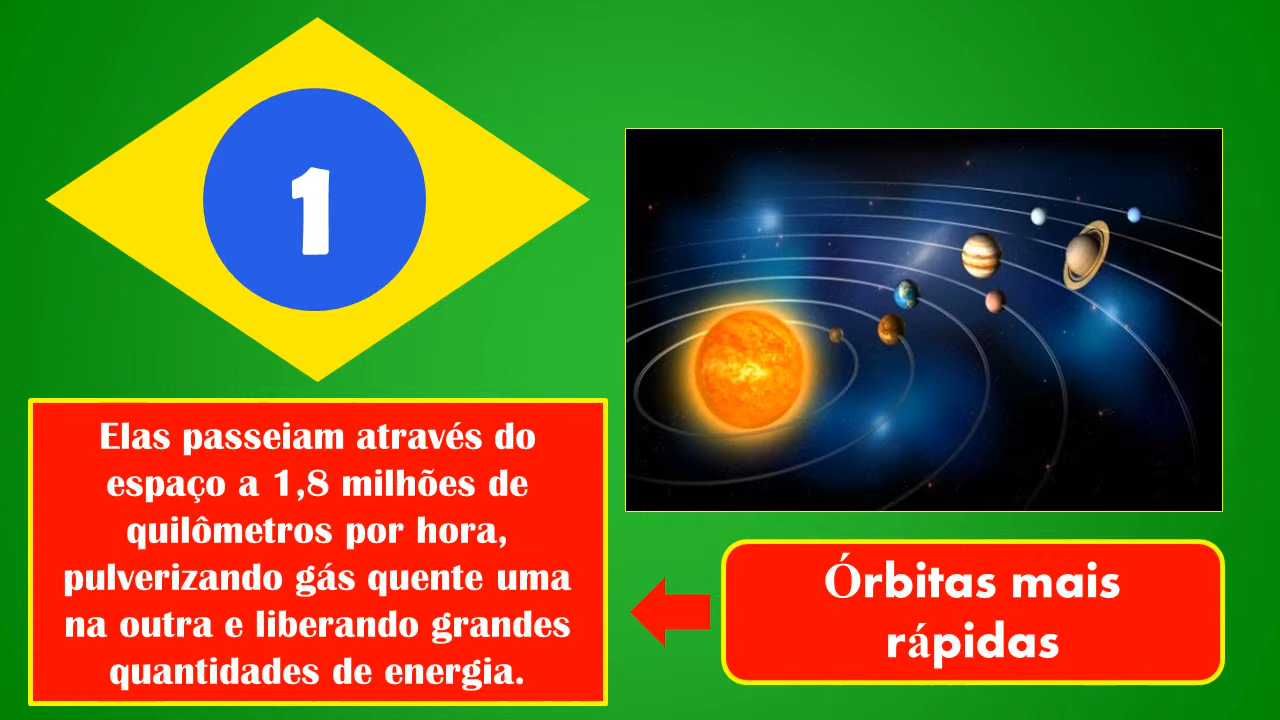 1
Elas passeiam através do
espaço a 1,8 milhões de
quilômetros por hora,
pulverizando gás quente uma
na outra e liberando grandes
quantidades de energia.
Órbitas mais
rápidas